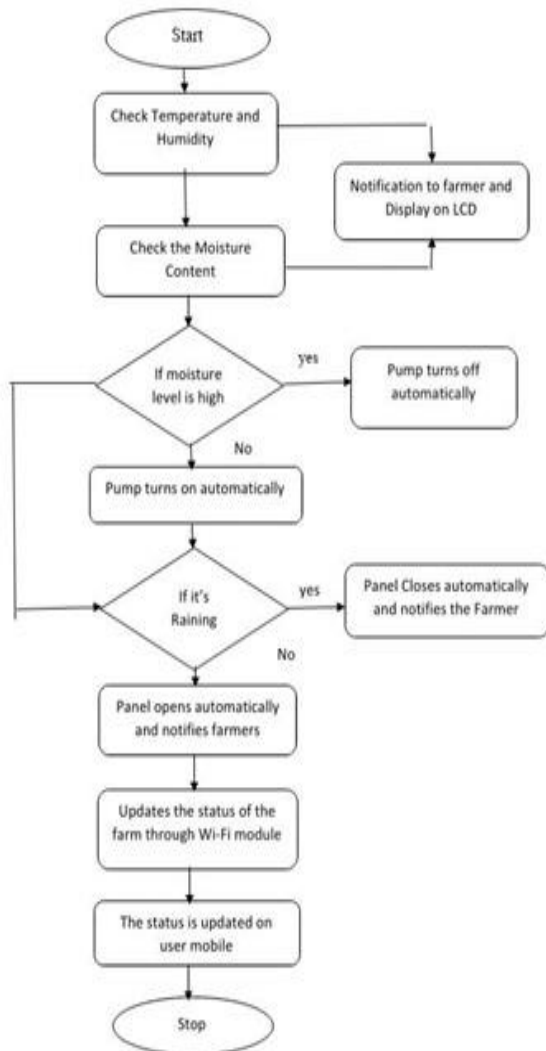 Start
Check Temperature and
Humidity
Notification to farmer and
Display on LCD
Check the Moisture
Content
If moisture
level is high
yes
Pump turns off
automatically
No
Pump turns on automatically
If it's
Raining
yes
Panel Closes automatically
and notifies the Farmer
No
Panel opens automatically
and notifies farmers
Updates the status of the
farm through Wi-Fi module
The status is updated on
user mobile
Stop